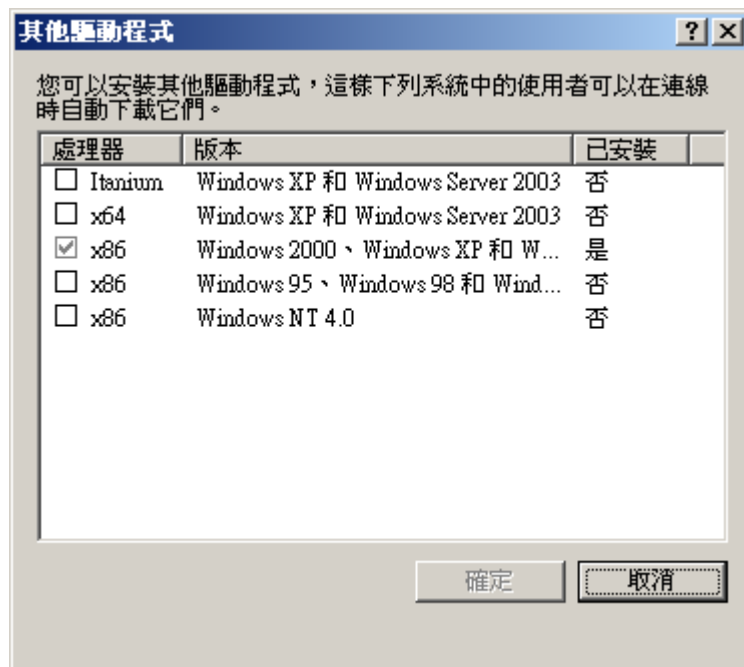 其他驅動程式
您可以安裝其他驅動程式，這樣下列系統中的使用者可以在連線
時自動下載它們。
處理器 版本 已安裝
Itanium Windows XP 和 Windows Server 2003 否
x64 Windows XP 和 Windows Server 2003 否
x86 Windows 2000、Windows XP 和 W... 是
x86 Windows 95、Windows 98 和 Wind... 否
x86 Windows NT 4.0 否
確定 取消